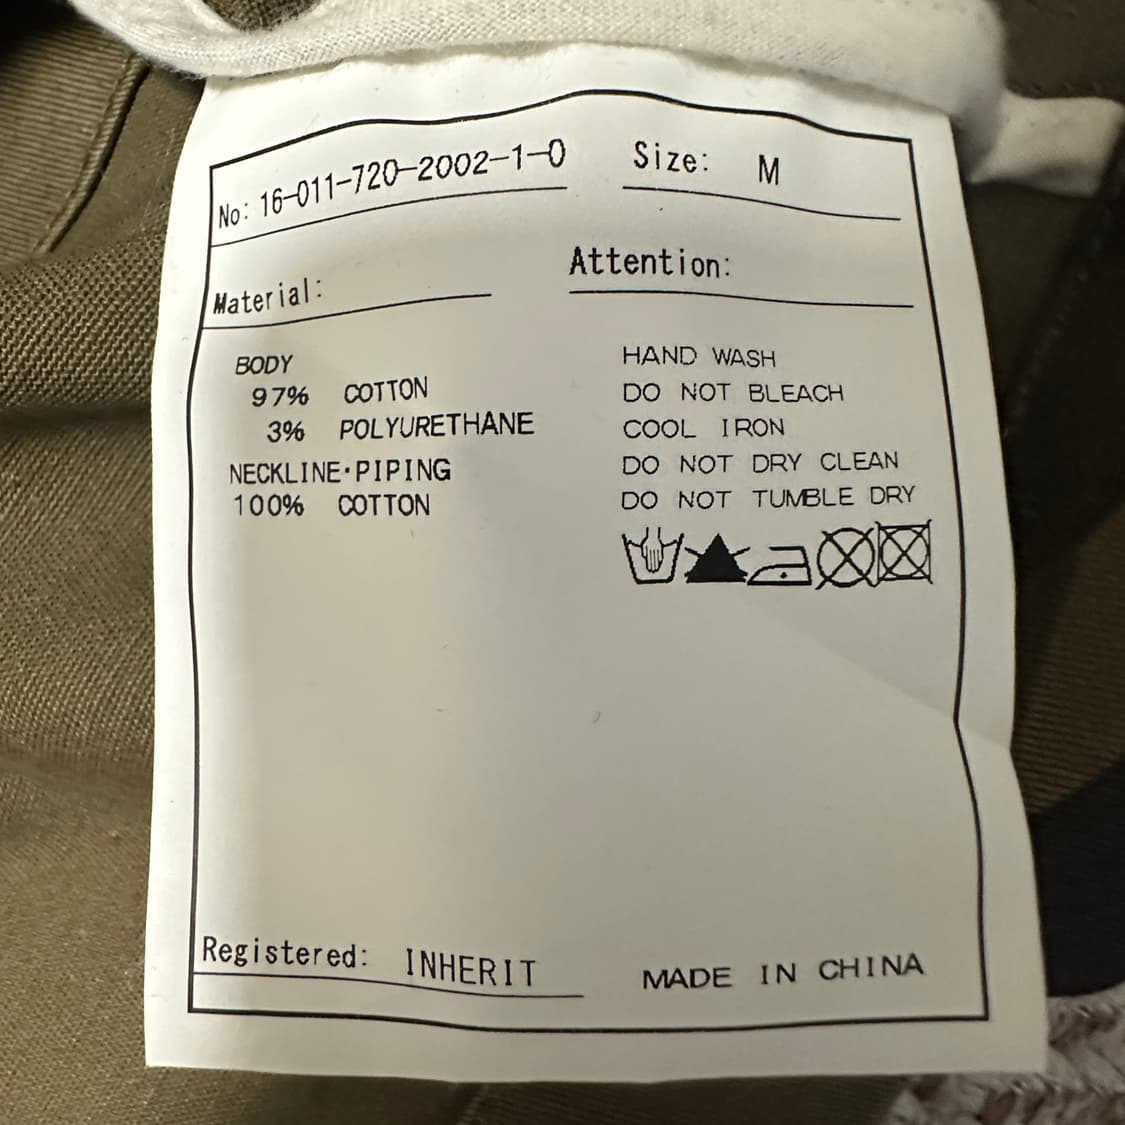 No: 16-011-720-2002-1-0 Size: M
Material: Attention:
BODY
97% COTTON
3% POLYURETHANE
NECKLINE·PIPING
100% COTTON
HAND WASH
DO NOT BLEACH
COOL IRON
DO NOT DRY CLEAN
DO NOT TUMBLE DRY
Registered: INHERIT
MADE IN CHINA